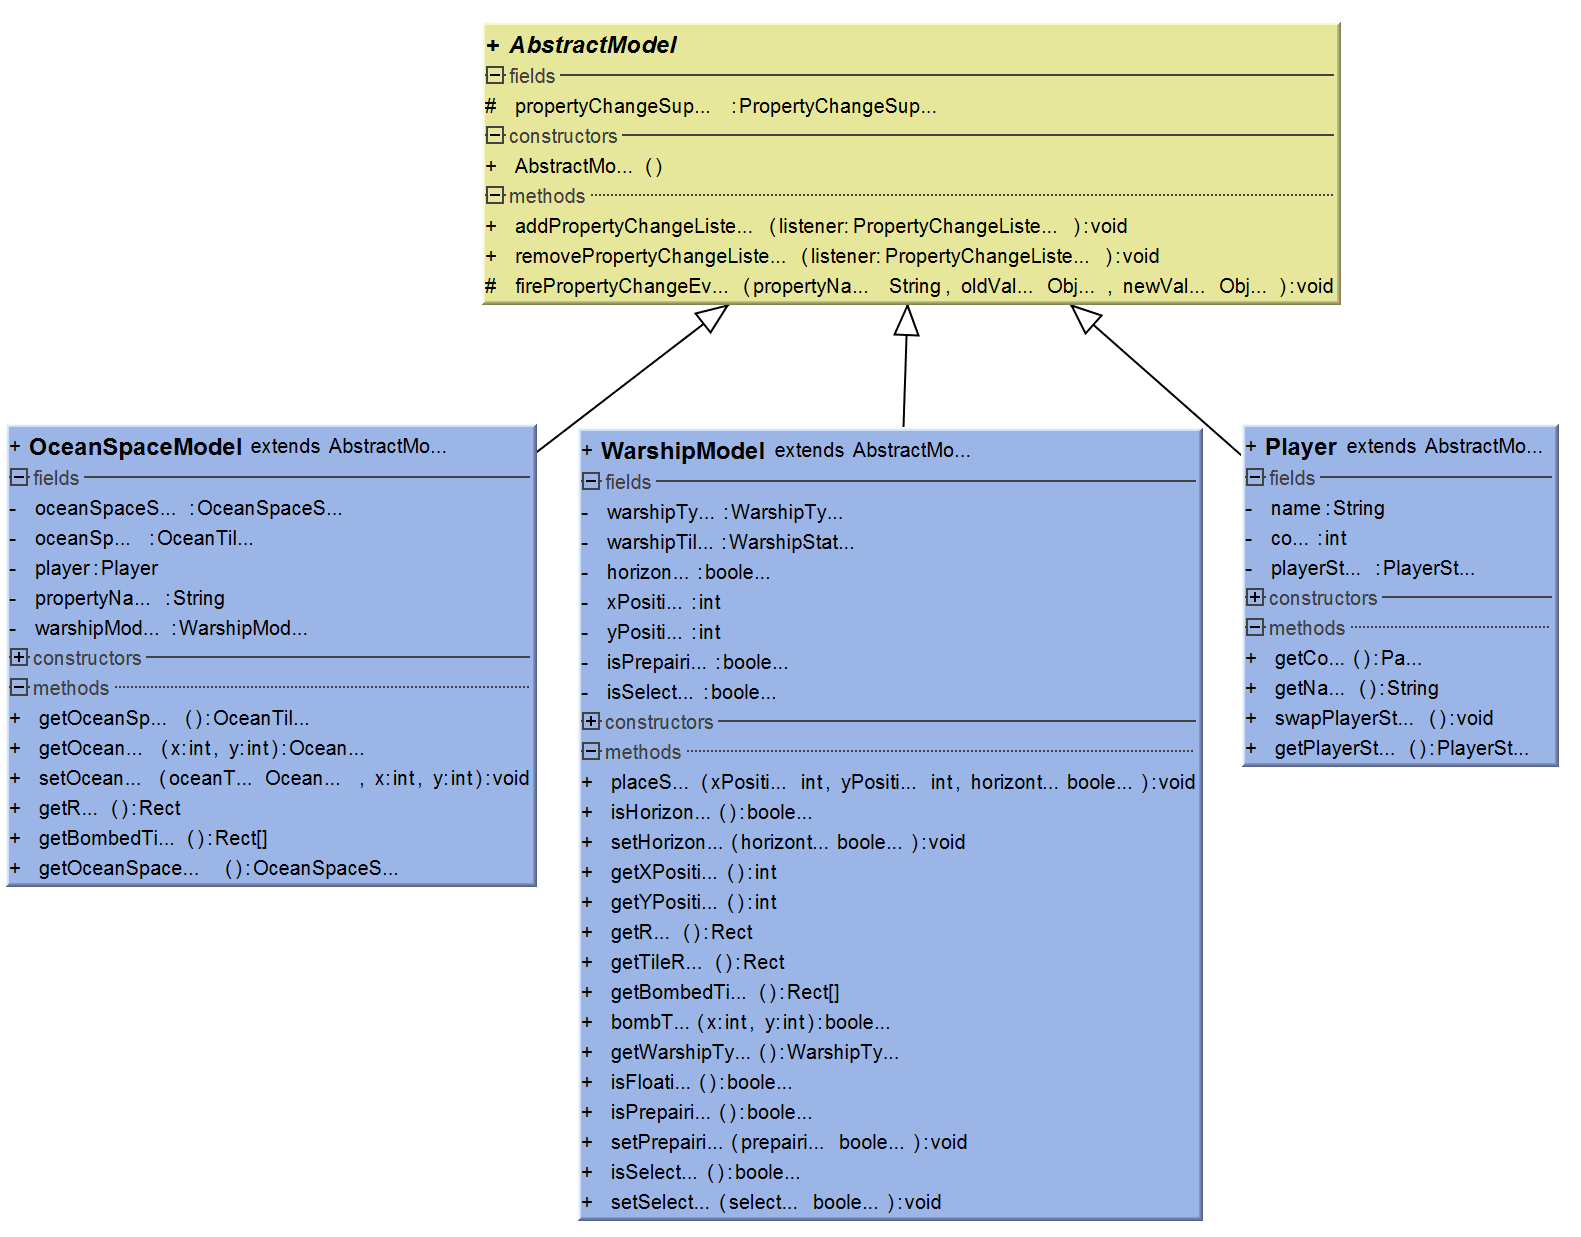 + AbstractModel
fields
# propertyChangeSup... :PropertyChangeSup...
constructors
+ AbstractMo... ()
methods
+ addPropertyChangeListe... (listener:PropertyChangeListe... ):void
+ removePropertyChangeListe... (listener:PropertyChangeListe... ):void
# firePropertyChangeEv... (propertyNa... String, oldVal... Obj... , newVal... Obj... ):void
+ OceanSpaceModel extends AbstractMo...
fields
- oceanSpaceS... :OceanSpaceS...
- oceanSp... :OceanTil...
- player:Player
- propertyNa... :String
- warshipMod... :WarshipMod...
constructors
methods
+ getOceanSp... ():OceanTil...
+ getOcean... (x:int, y:int):Ocean...
+ setOcean... (oceanT... Ocean... , x:int, y:int):void
+ getR... ():Rect
+ getBombedTi... ():Rect[]
+ getOceanSpace... ():OceanSpaceS...
+ WarshipModel extends AbstractMo...
fields
- warshipTy... :WarshipTy...
- warshipTil... :WarshipStat...
- horizon... :boole...
- xPositi... :int
- yPositi... :int
- isPrepairi... :boole...
- isSelect... :boole...
constructors
methods
+ placeS... (xPositi... int, yPositi... int, horizont... boole... ):void
+ isHorizon... ():boole...
+ setHorizon... (horizont... boole... ):void
+ getXPositi... ():int
+ getYPositi... ():int
+ getR... ():Rect
+ getTileR... ():Rect
+ getBombedTi... ():Rect[]
+ bombT... (x:int, y:int):boole...
+ getWarshipTy... ():WarshipTy...
+ isFloati... ():boole...
+ isPrepairi... ():boole...
+ setPrepairi... (prepairi... boole... ):void
+ isSelect... ():boole...
+ setSelect... (select... boole... ):void
+ Player extends AbstractMo...
fields
- name:String
- co... :int
- playerSt... :PlayerSt...
constructors
methods
+ getCo... ():Pa...
+ getNa... ():String
+ swapPlayerSt... ():void
+ getPlayerSt... ():PlayerSt...